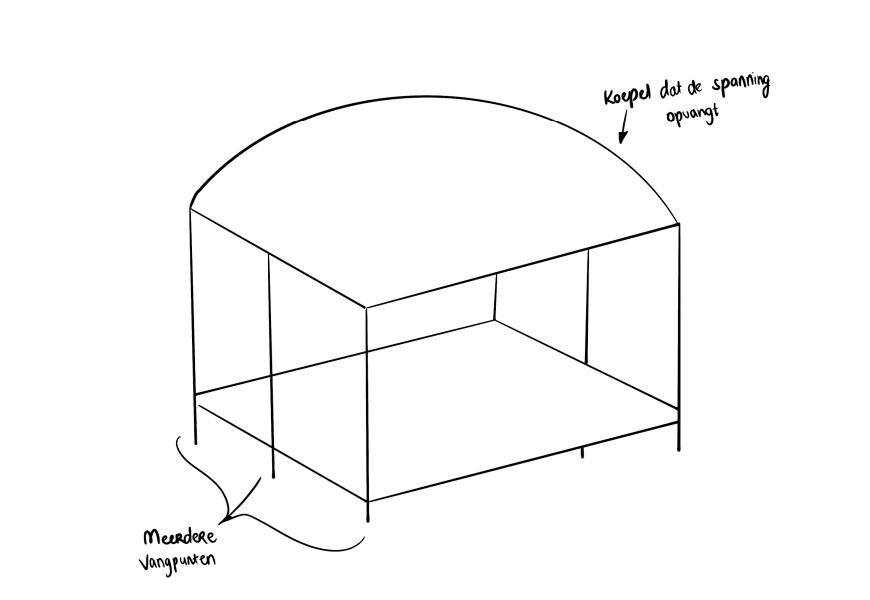 Koepel dat de spanning
opvangt
Meerdere
Vangpunten